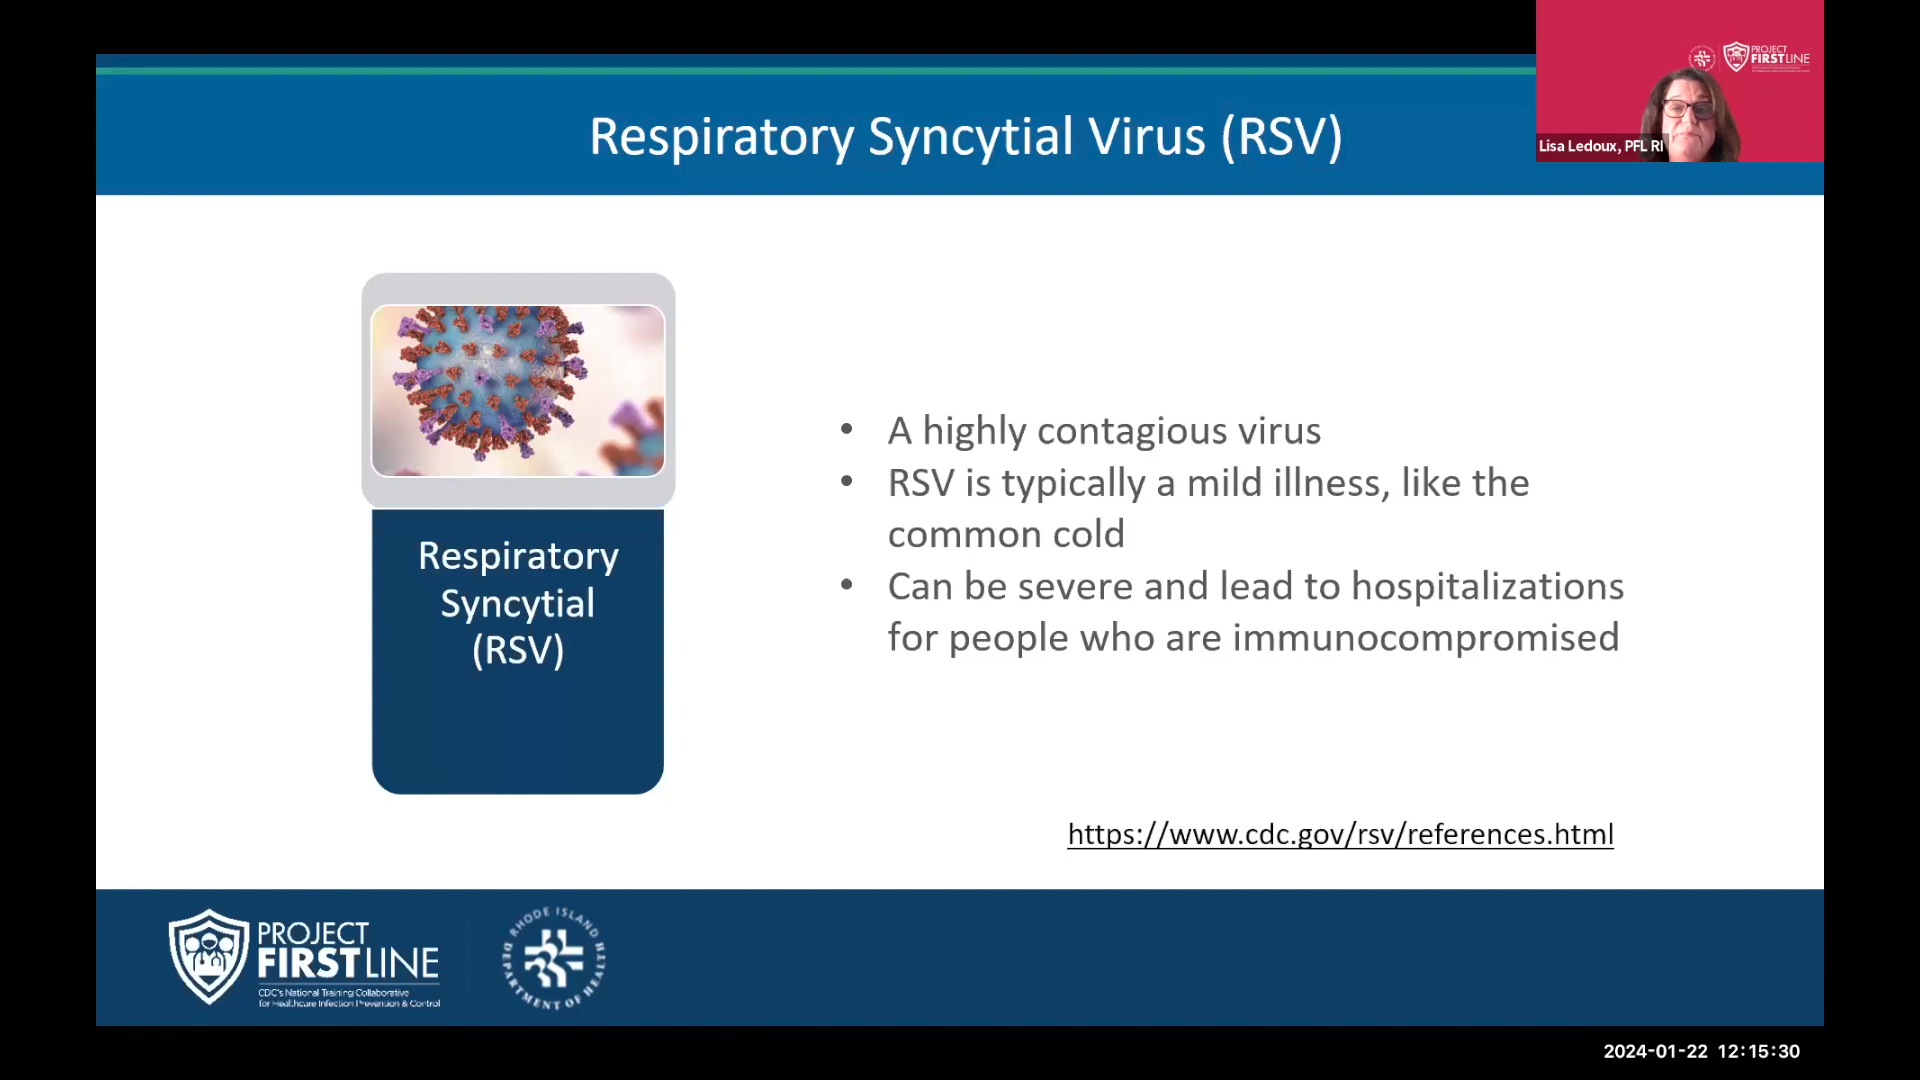 Respiratory Syncytial Virus (RSV)
PROJECT
FIRSTLINE
Lisa Ledoux, PFL RI
Respiratory
Syncytial
(RSV)
• A highly contagious virus
• RSV is typically a mild illness, like the
common cold
• Can be severe and lead to hospitalizations
for people who are immunocompromised
https://www.cdc.gov/rsv/references.html
PROJECT
FIRSTLINE
CDC's National Training Collaborative
for Healthcare Infection Prevention & Control
RHODE ISLAND
DEPARTMENT OF HEALTH
2024-01-22 12:15:30